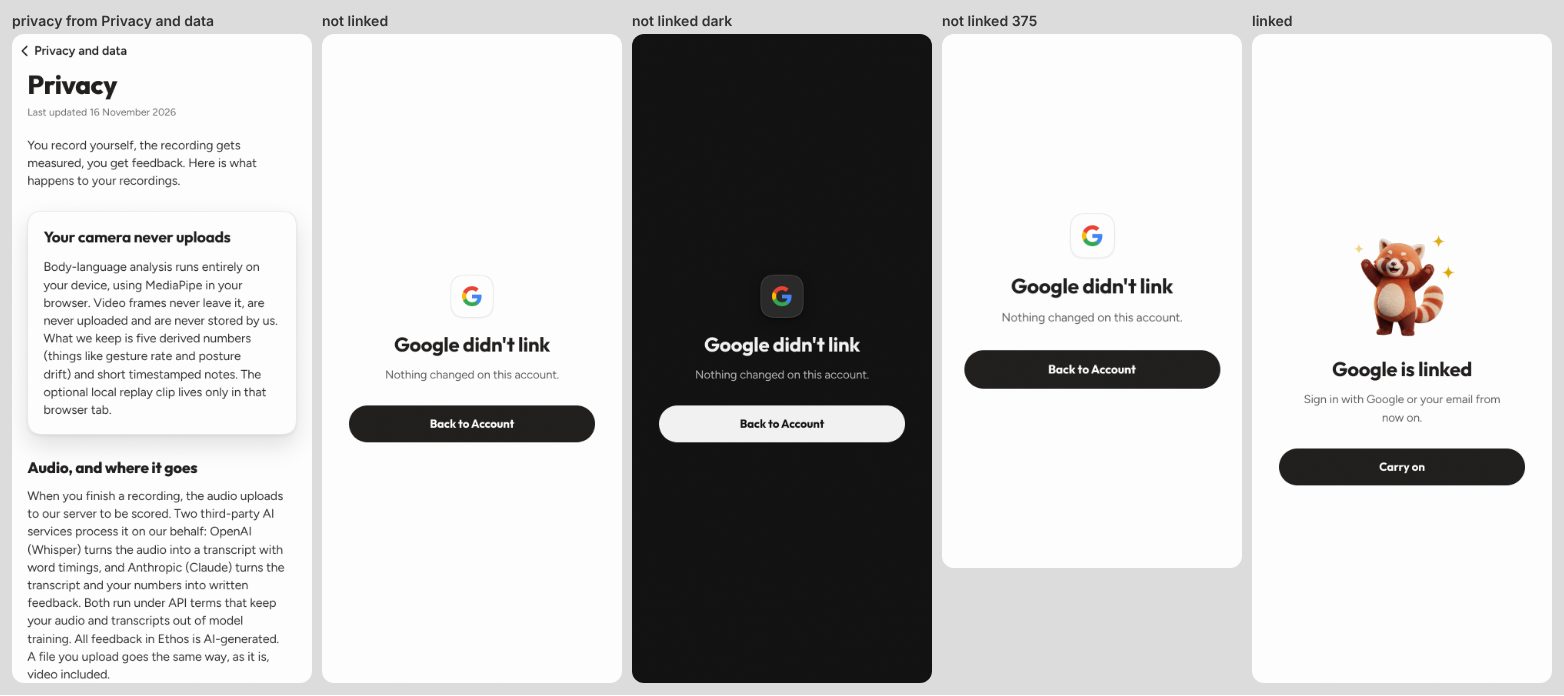 privacy from Privacy and data
Privacy and data
Privacy
Last updated 16 November 2026
You record yourself, the recording gets
measured, you get feedback. Here is what
happens to your recordings.
Your camera never uploads
Body-language analysis runs entirely on
your device, using MediaPipe in your
browser. Video frames never leave it, are
never uploaded and are never stored by us.
What we keep is five derived numbers
(things like gesture rate and posture
drift) and short timestamped notes. The
optional local replay clip lives only in that
browser tab.
Audio, and where it goes
When you finish a recording, the audio uploads
to our server to be scored. Two third-party AI
services process it on our behalf: OpenAI
(Whisper) turns the audio into a transcript with
word timings, and Anthropic (Claude) turns the
transcript and your numbers into written
feedback. Both run under API terms that keep
your audio and transcripts out of model
training. All feedback in Ethos is AI-generated.
A file you upload goes the same way, as it is,
video included.
not linked
Google didn't link
Nothing changed on this account.
Back to Account
not linked dark
Google didn't link
Nothing changed on this account.
Back to Account
not linked 375
Google didn't link
Nothing changed on this account.
Back to Account
linked
Google is linked
Sign in with Google or your email from
now on.
Carry on